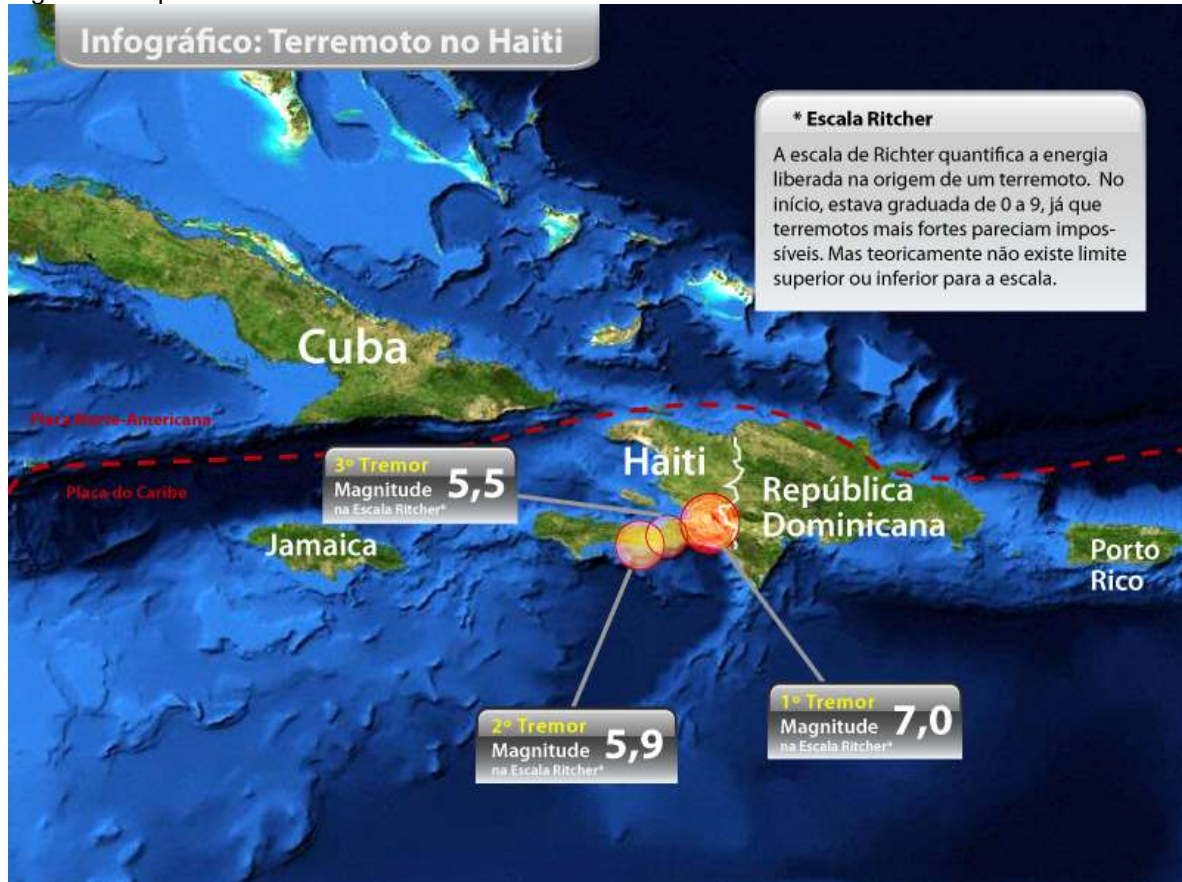 Infográfico: Terremoto no Haiti
* Escala Ritcher
A escala de Richter quantifica a energia
liberada na origem de um terremoto. No
início, estava graduada de 0 a 9, já que
terremotos mais fortes pareciam impos-
síveis. Mas teoricamente não existe limite
superior ou inferior para a escala.
Cuba
Placa Norte-Americana
Placa do Caribe
3º Tremor
Magnitude 5,5
na Escala Ritcher*
Haiti
República
Dominicana
Jamaica
Porto
Rico
2º Tremor
Magnitude 5,9
na Escala Ritcher*
1º Tremor
Magnitude 7,0
na Escala Ritcher*